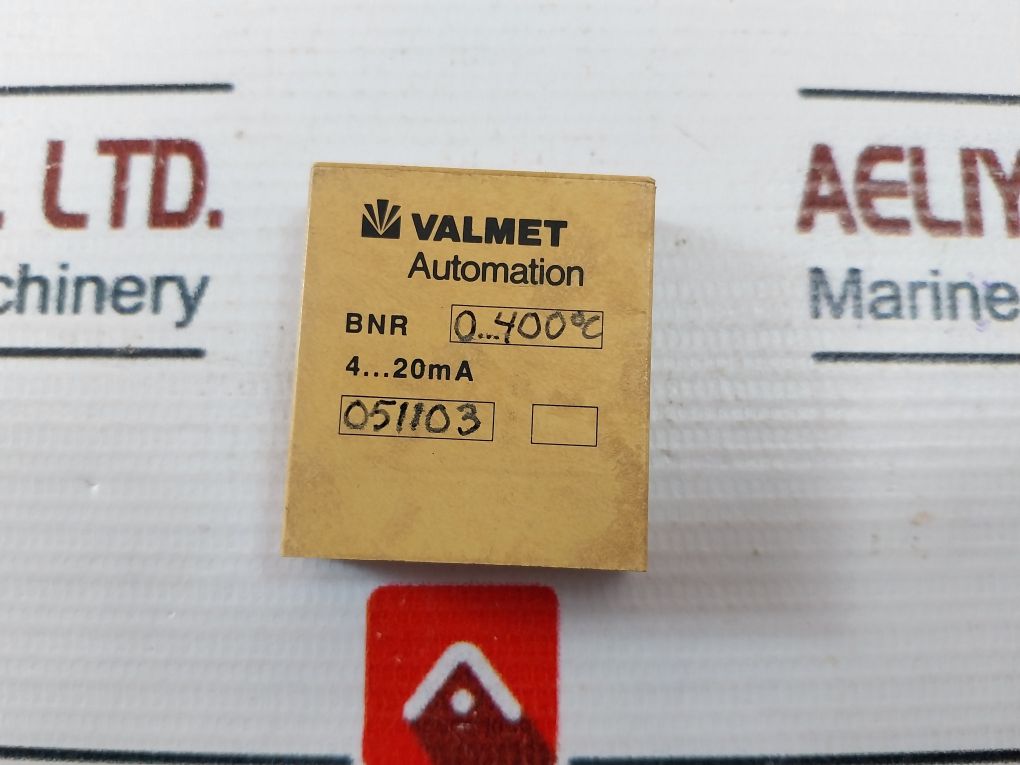 . LTD.
chinery
AELIY
Marine
VALMET
Automation
BNR 0...400°C
4...20mA
051103